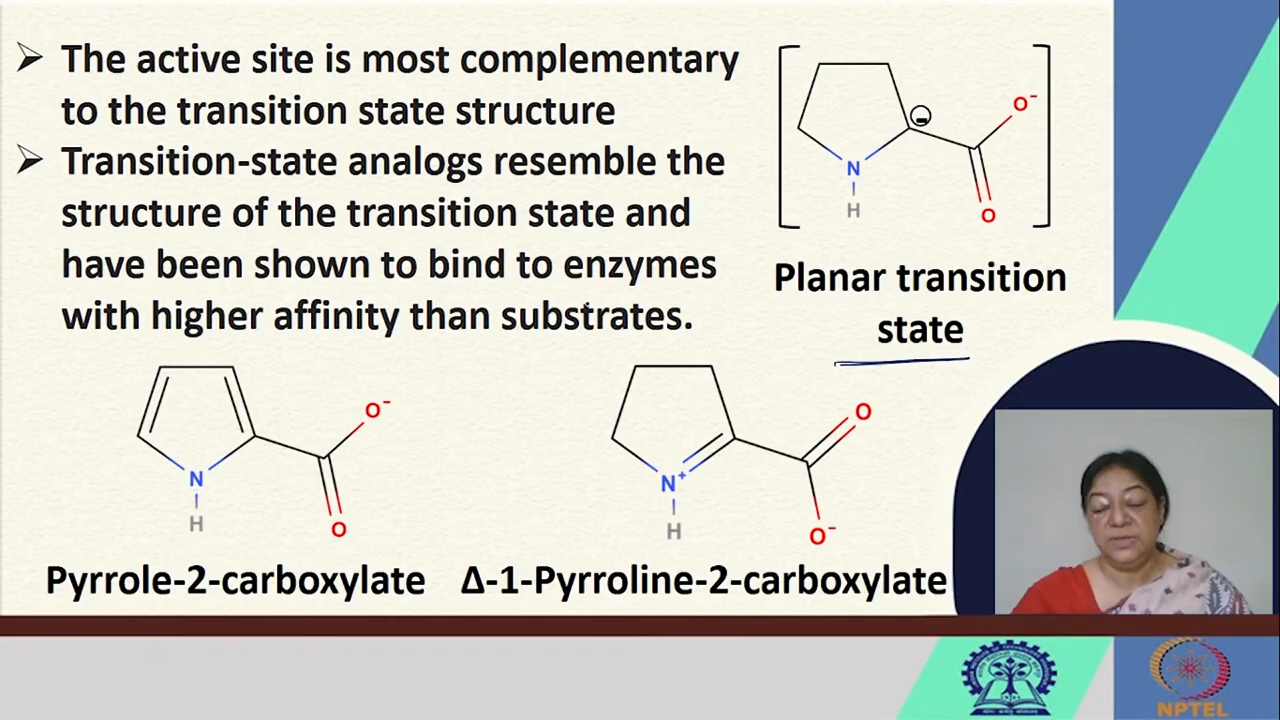 ➢ The active site is most complementary
to the transition state structure
➢ Transition-state analogs resemble the
structure of the transition state and
have been shown to bind to enzymes
with higher affinity than substrates.
O⁻
N
H
O
Planar transition
state
O⁻
N
H
O
Pyrrole-2-carboxylate
O
N⁺
H
O⁻
Δ-1-Pyrroline-2-carboxylate
NPTEL